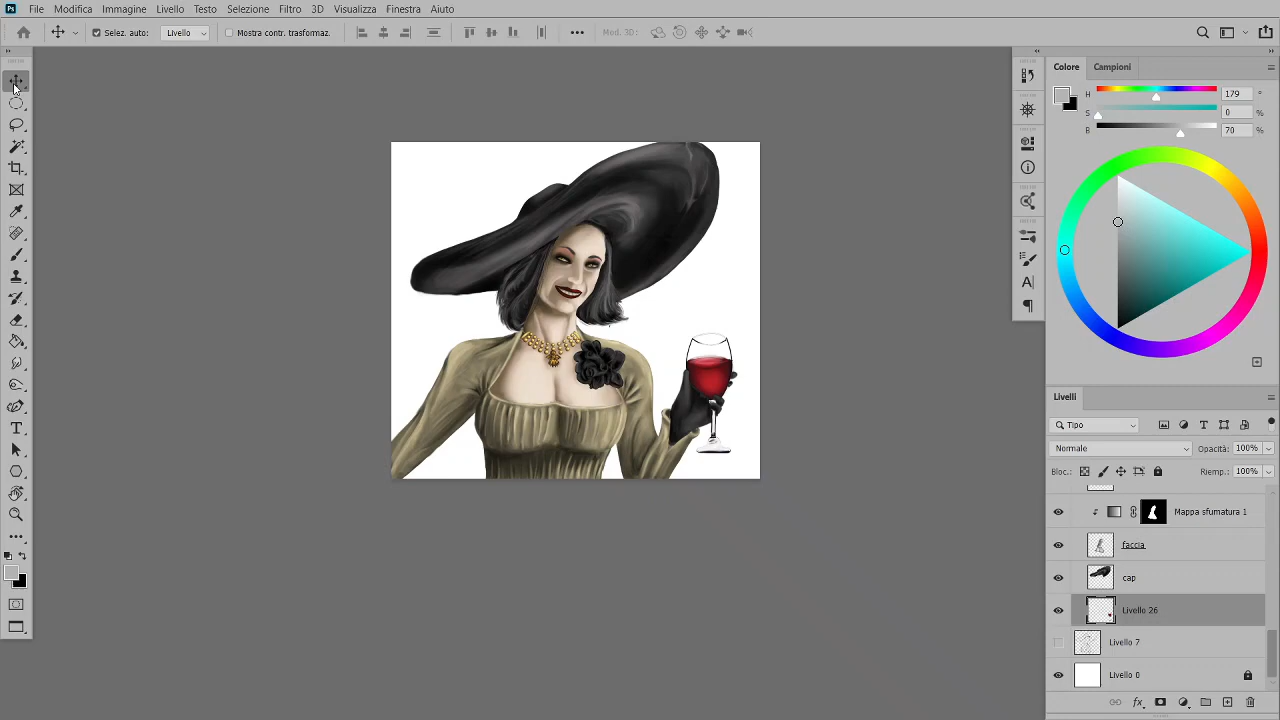 Ps File Modifica Immagine Livello Testo Selezione Filtro 3D Visualizza Finestra Aiuto
Selez. auto: Livello Mostra contr. trasformaz. Mod. 3D:
Colore Campioni
H 179 °
S 0 %
B 70 %
Livelli
Tipo
Normale Opacità: 100%
Bloc.: Riemp.: 100%
Mappa sfumatura 1
faccia
cap
Livello 26
Livello 7
Livello 0
fx